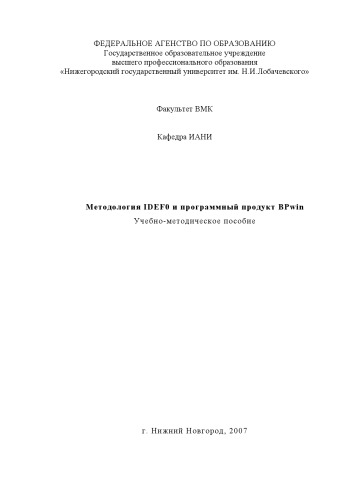 ФЕДЕРАЛЬНОЕ АГЕНСТВО ПО ОБРАЗОВАНИЮ
Государственное образовательное учреждение
высшего профессионального образования
«Нижегородский государственный университет им. Н.И.Лобачевского»
Факультет ВМК
Кафедра ИАНИ
Методология IDEF0 и программный продукт BPwin
Учебно-методическое пособие
г. Нижний Новгород, 2007